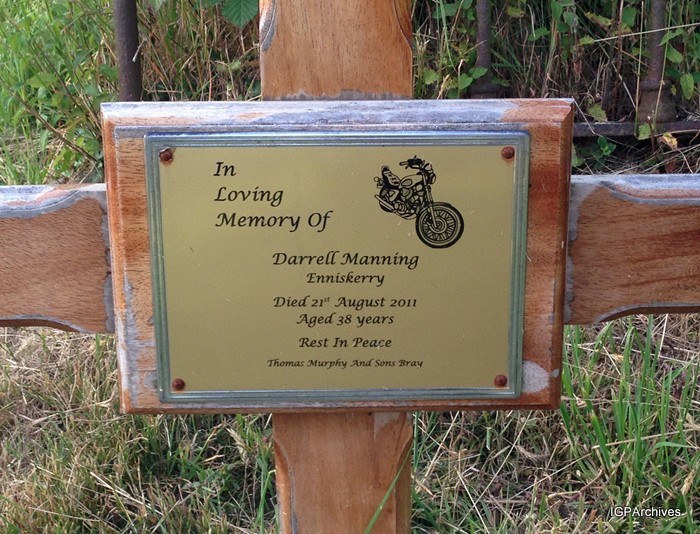 In
Loving
Memory Of
Darrell Manning
Enniskerry
Died 21st August 2011
Aged 38 years
Rest In Peace
Thomas Murphy And Sons Bray
IGPArchives